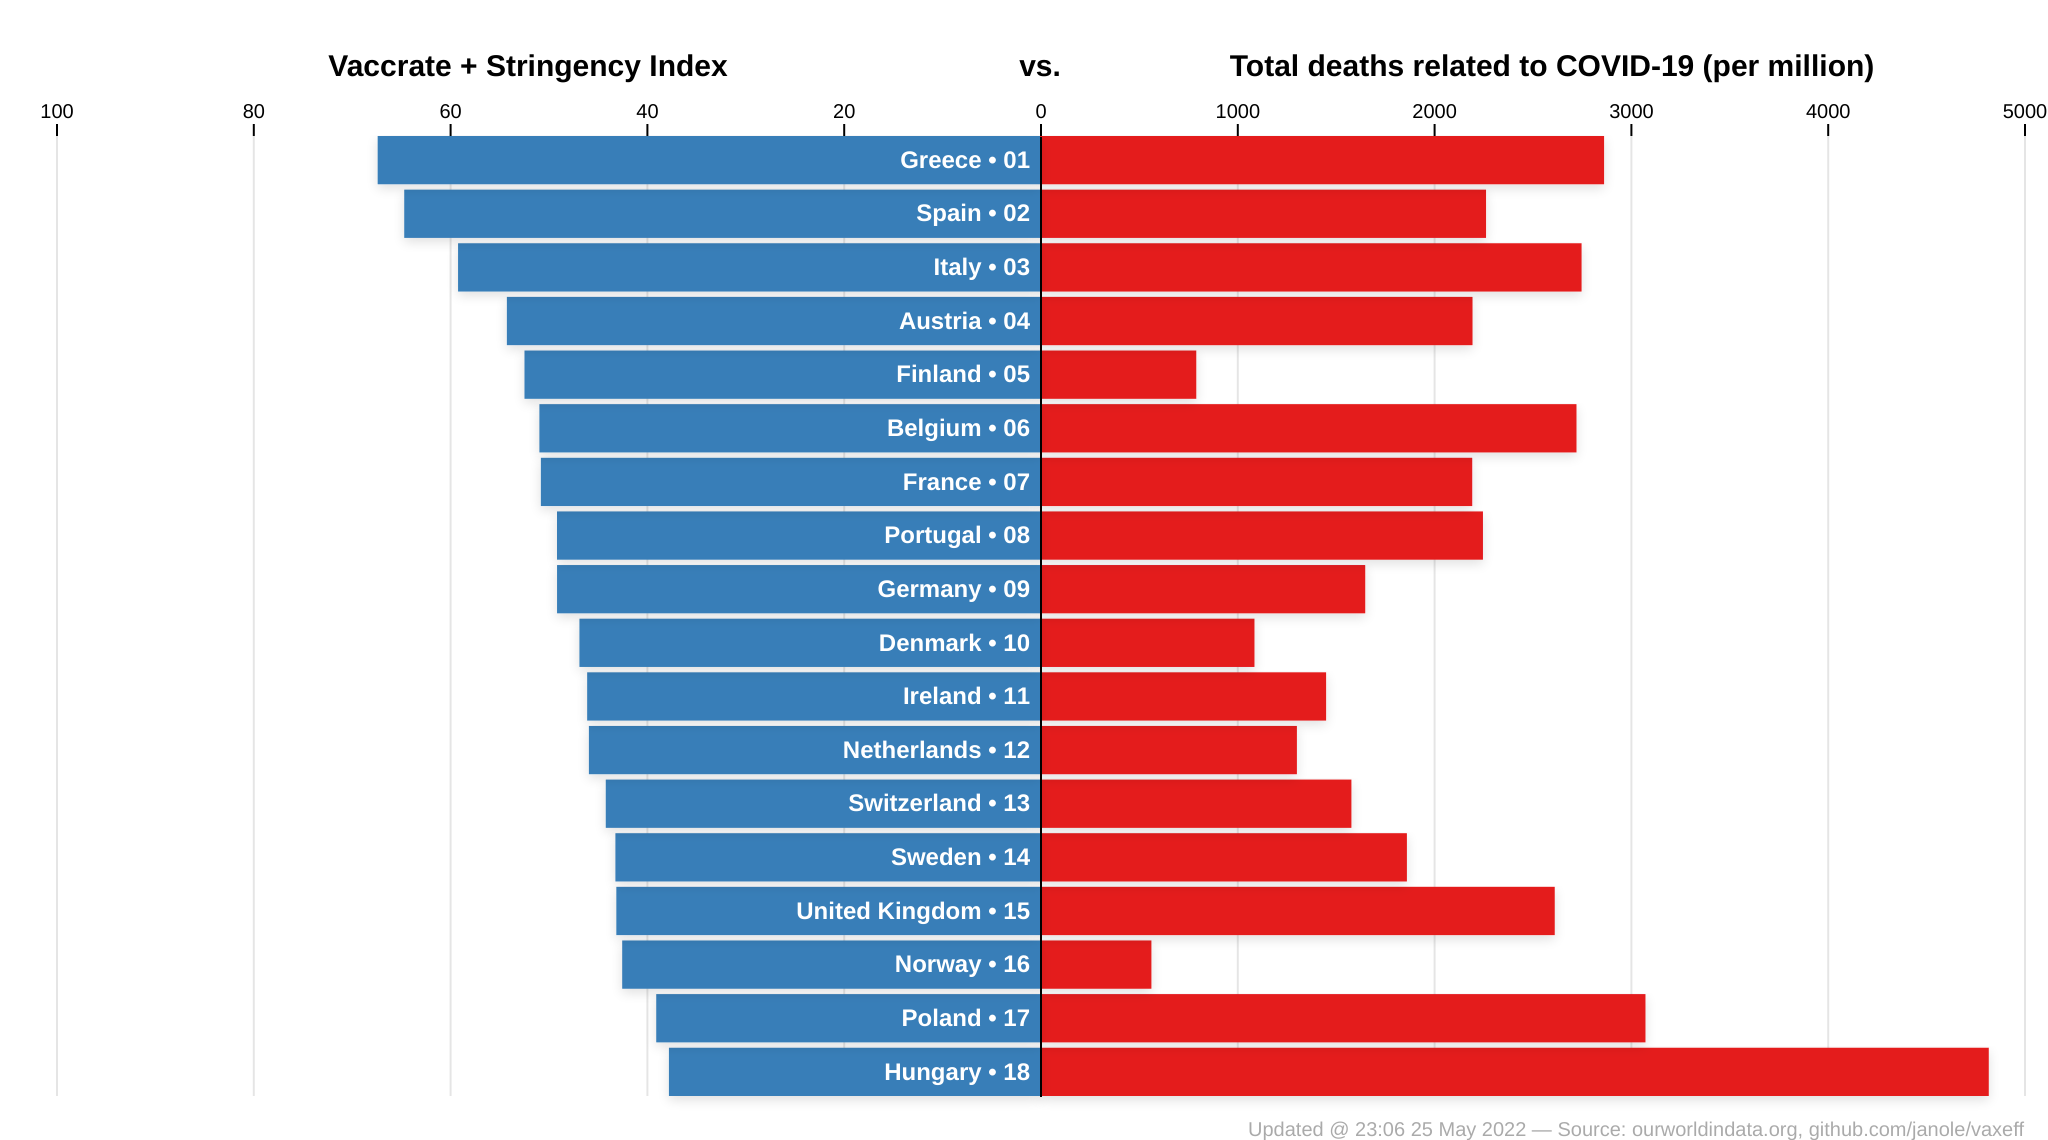 Vaccrate + Stringency Index vs. Total deaths related to COVID-19 (per million)
100 80 60 40 20 0 1000 2000 3000 4000 5000
Greece • 01
Spain • 02
Italy • 03
Austria • 04
Finland • 05
Belgium • 06
France • 07
Portugal • 08
Germany • 09
Denmark • 10
Ireland • 11
Netherlands • 12
Switzerland • 13
Sweden • 14
United Kingdom • 15
Norway • 16
Poland • 17
Hungary • 18
Updated @ 23:06 25 May 2022 — Source: ourworldindata.org, github.com/janole/vaxeff